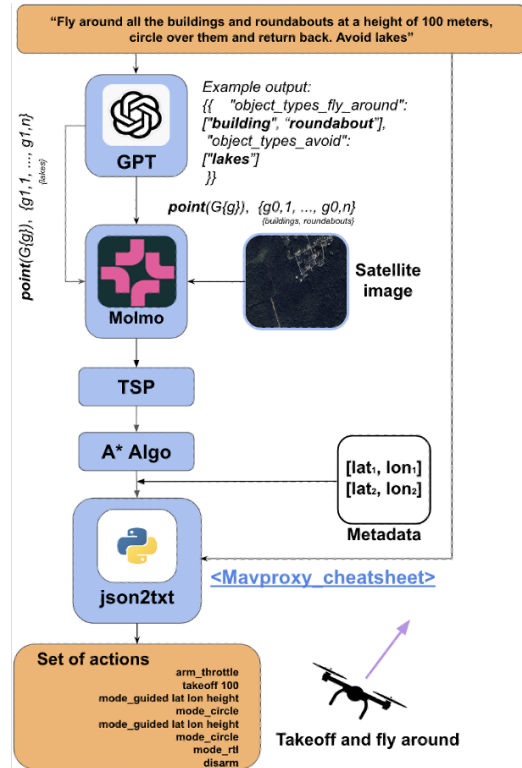 “Fly around all the buildings and roundabouts at a height of 100 meters,
circle over them and return back. Avoid lakes”
GPT
Example output:
{{ "object_types_fly_around":
["building", “roundabout”],
"object_types_avoid":
["lakes"]
}}
point(G{g}), {g1,1, ..., g1,n}
{lakes}
point(G{g}), {g0,1, ..., g0,n}
{buildings, roundabouts}
Molmo
Satellite
image
TSP
A* Algo
[lat₁, lon₁]
[lat₂, lon₂]
Metadata
json2txt
<Mavproxy_cheatsheet>
Set of actions
arm_throttle
takeoff 100
mode_guided lat lon height
mode_circle
mode_guided lat lon height
mode_circle
mode_rtl
disarm
Takeoff and fly around